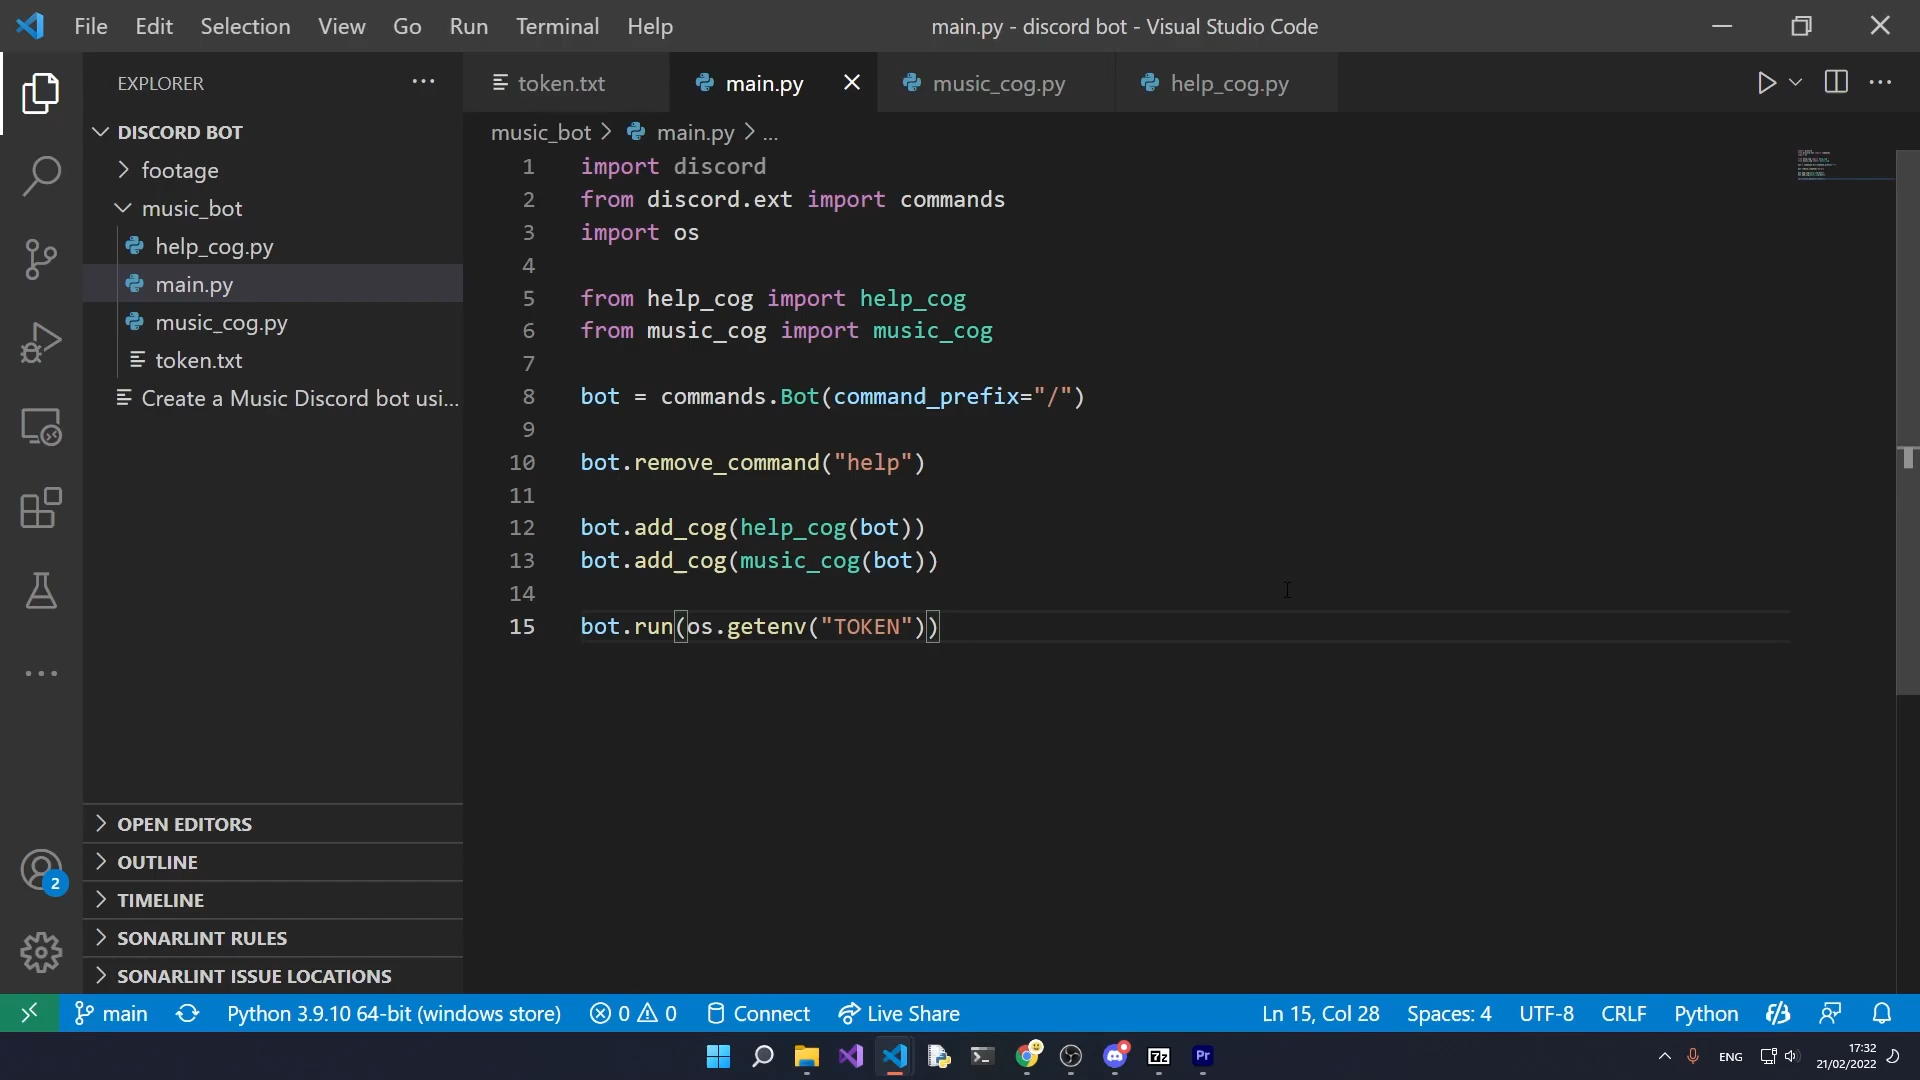 File Edit Selection View Go Run Terminal Help main.py - discord bot - Visual Studio Code
EXPLORER
DISCORD BOT
footage
music_bot
help_cog.py
main.py
music_cog.py
token.txt
Create a Music Discord bot usi...
OPEN EDITORS
OUTLINE
TIMELINE
SONARLINT RULES
SONARLINT ISSUE LOCATIONS
token.txt main.py music_cog.py help_cog.py
music_bot > main.py > ...
1 import discord
2 from discord.ext import commands
3 import os
4
5 from help_cog import help_cog
6 from music_cog import music_cog
7
8 bot = commands.Bot(command_prefix="/")
9
10 bot.remove_command("help")
11
12 bot.add_cog(help_cog(bot))
13 bot.add_cog(music_cog(bot))
14
15 bot.run(os.getenv("TOKEN"))
2
main Python 3.9.10 64-bit (windows store) 0 0 Connect Live Share Ln 15, Col 28 Spaces: 4 UTF-8 CRLF Python
7z Pr ENG 17:32
21/02/2022